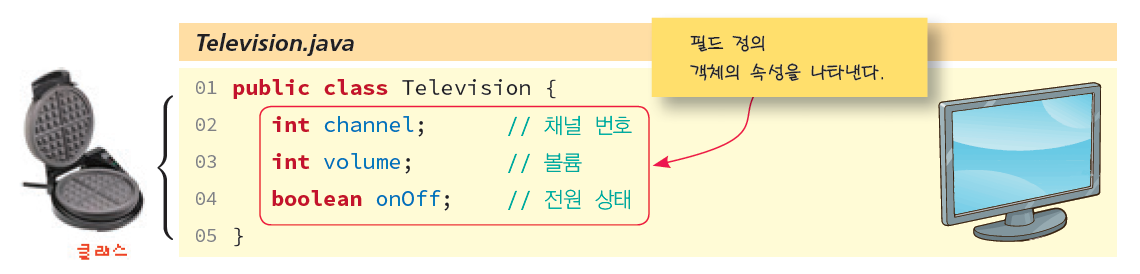 Television.java
필드 정의
객체의 속성을 나타낸다.
01 public class Television {
02 int channel; // 채널 번호
03 int volume; // 볼륨
04 boolean onOff; // 전원 상태
05 }
클래스